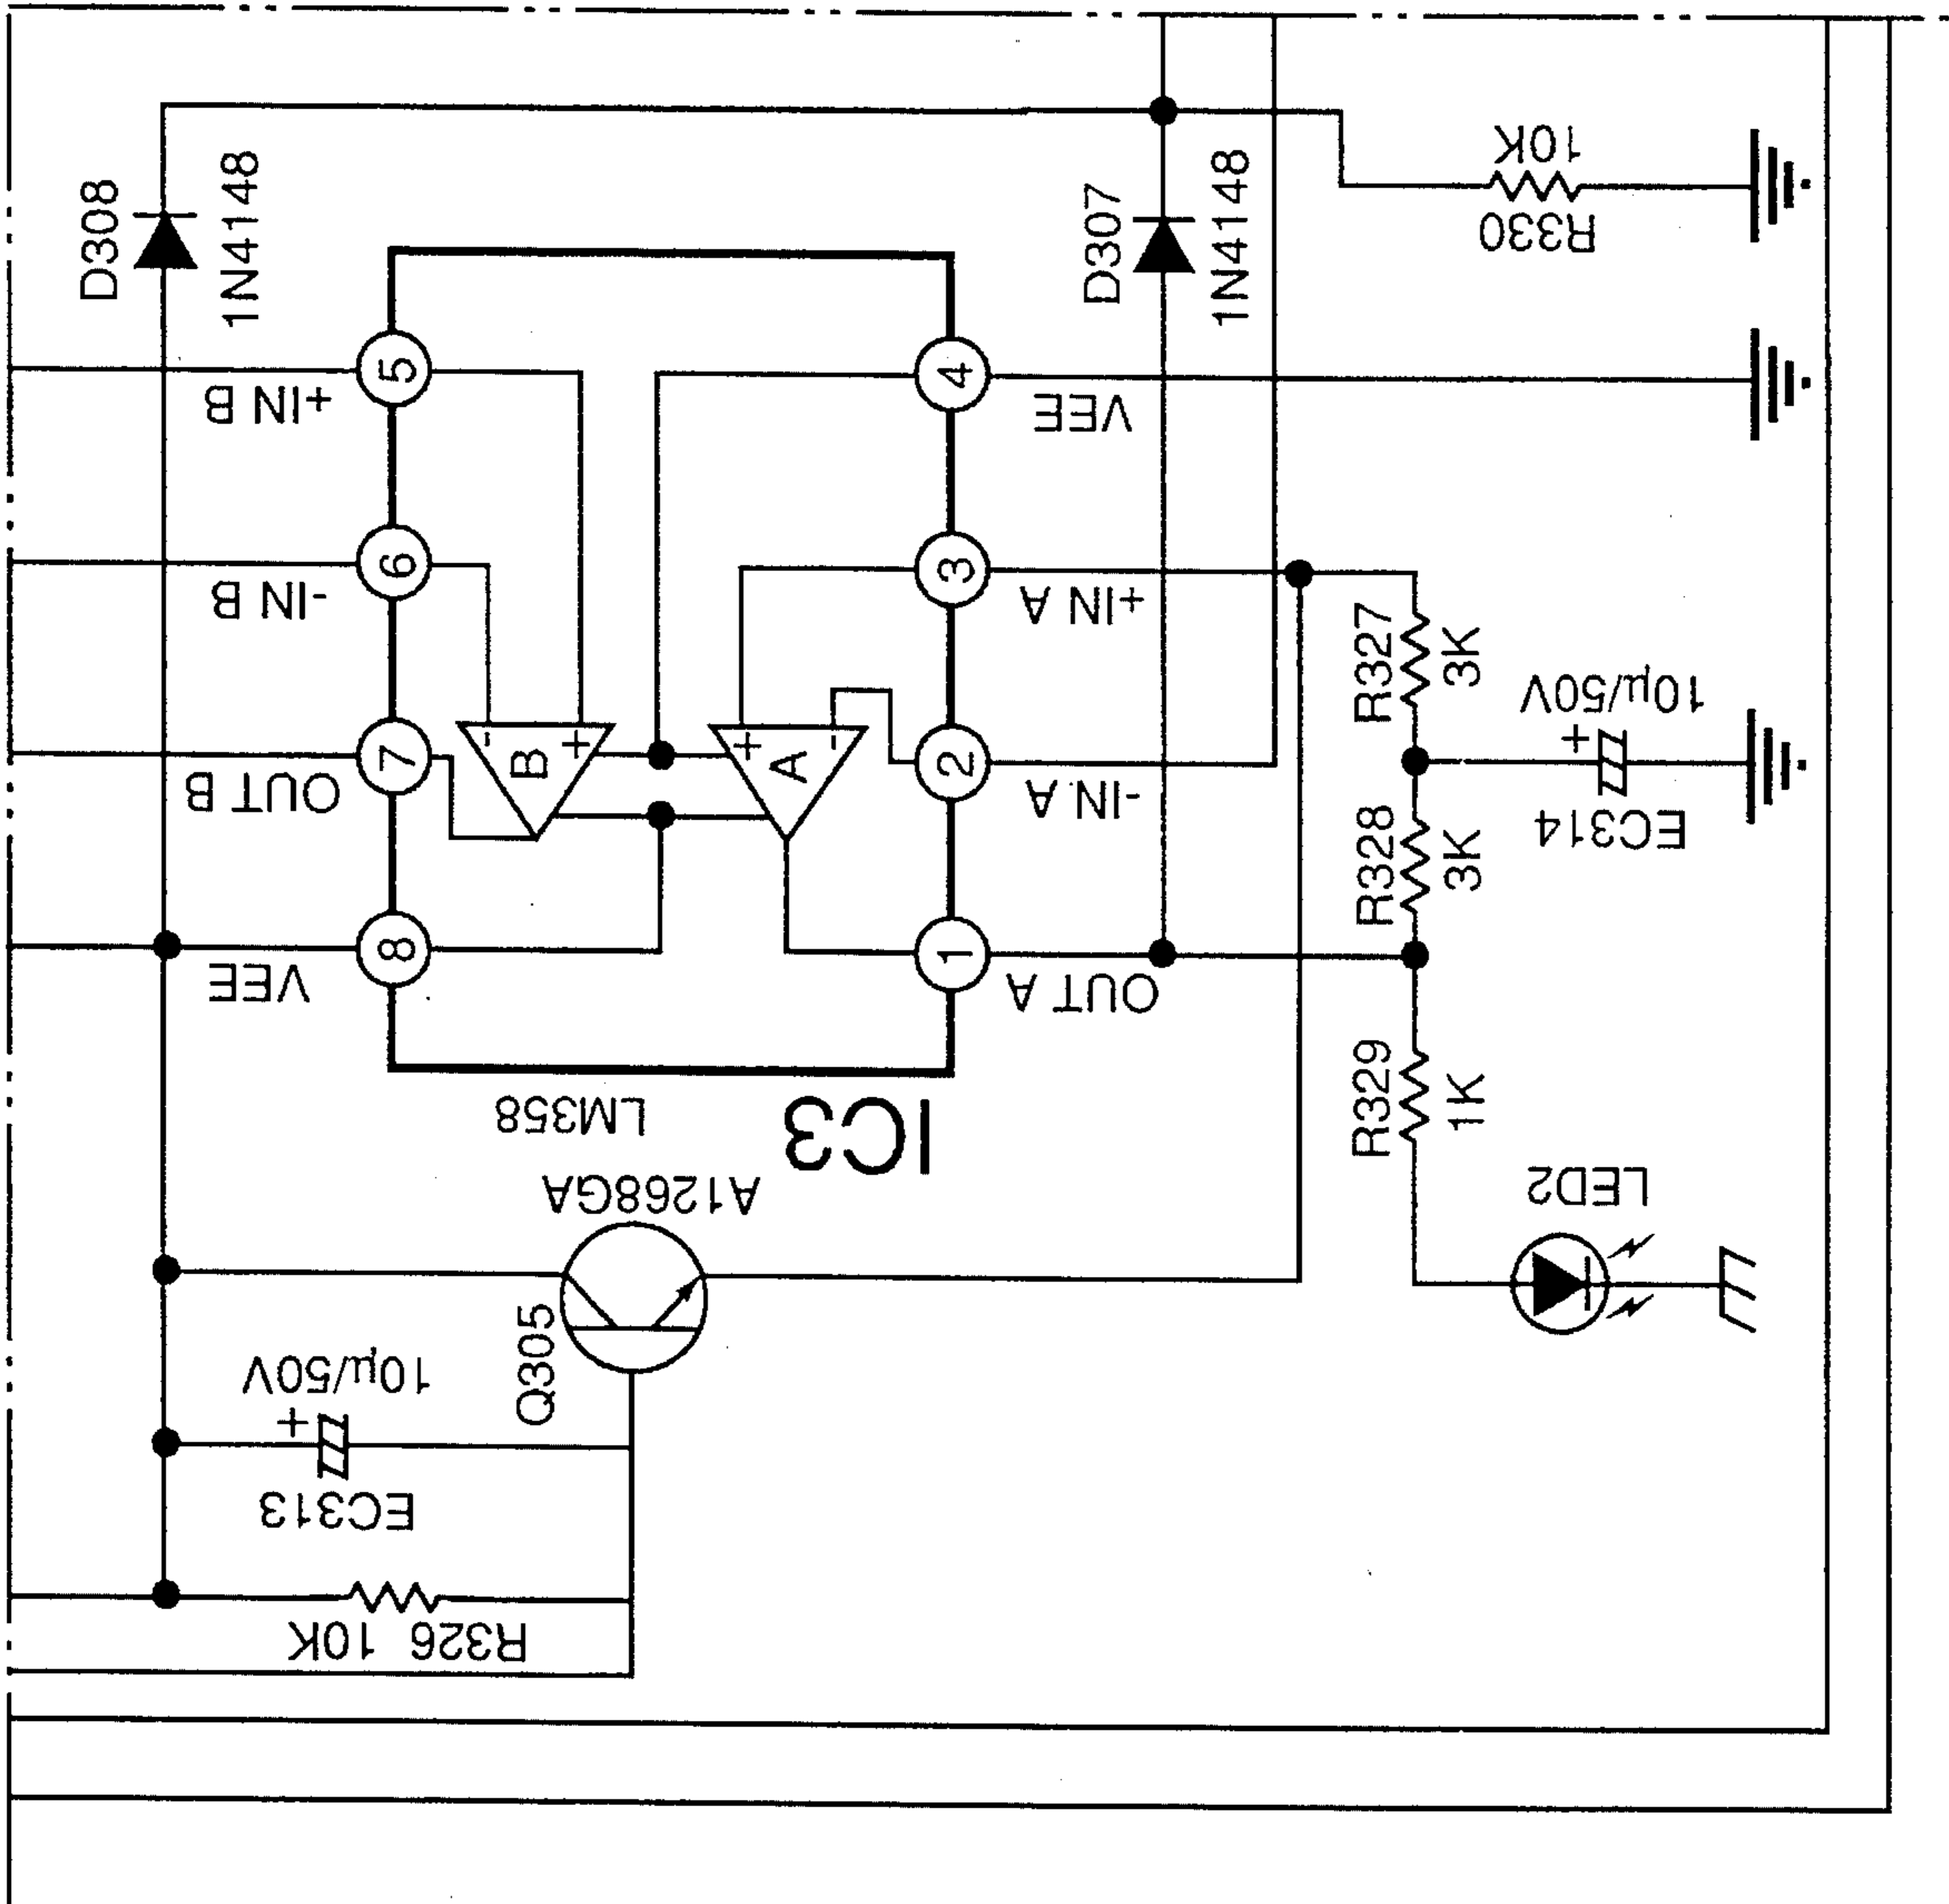 D308
1N4148
D307
1N4148
10K
R330
5
+IN B
4
VEE
6
-IN B
3
+IN A
R327
3K
10µ/50V
+
7
OUT B
-
B
+
+
A
-
2
-IN A
R328
3K
EC314
8
VEE
1
OUT A
LM358
IC3
R329
1K
A1268GA
LED2
Q305
10µ/50V
+
EC313
R326 10K